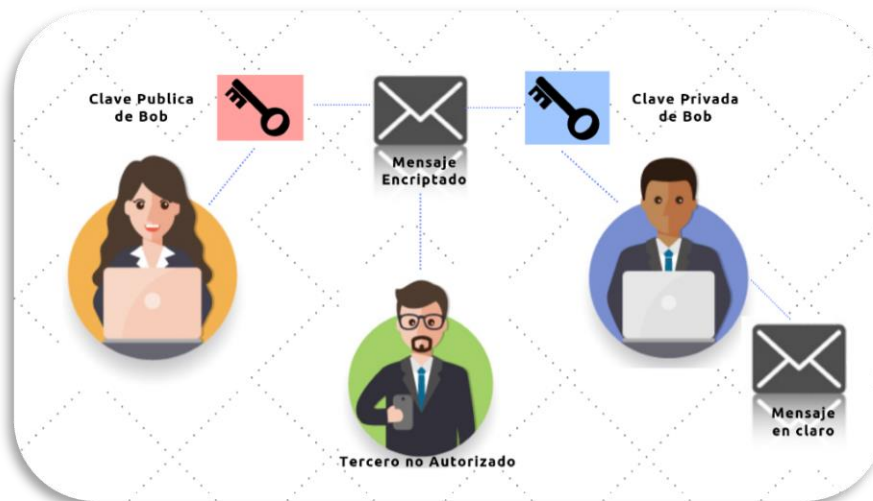 Clave Publica
de Bob
Mensaje
Encriptado
Clave Privada
de Bob
Tercero no Autorizado
Mensaje
en claro